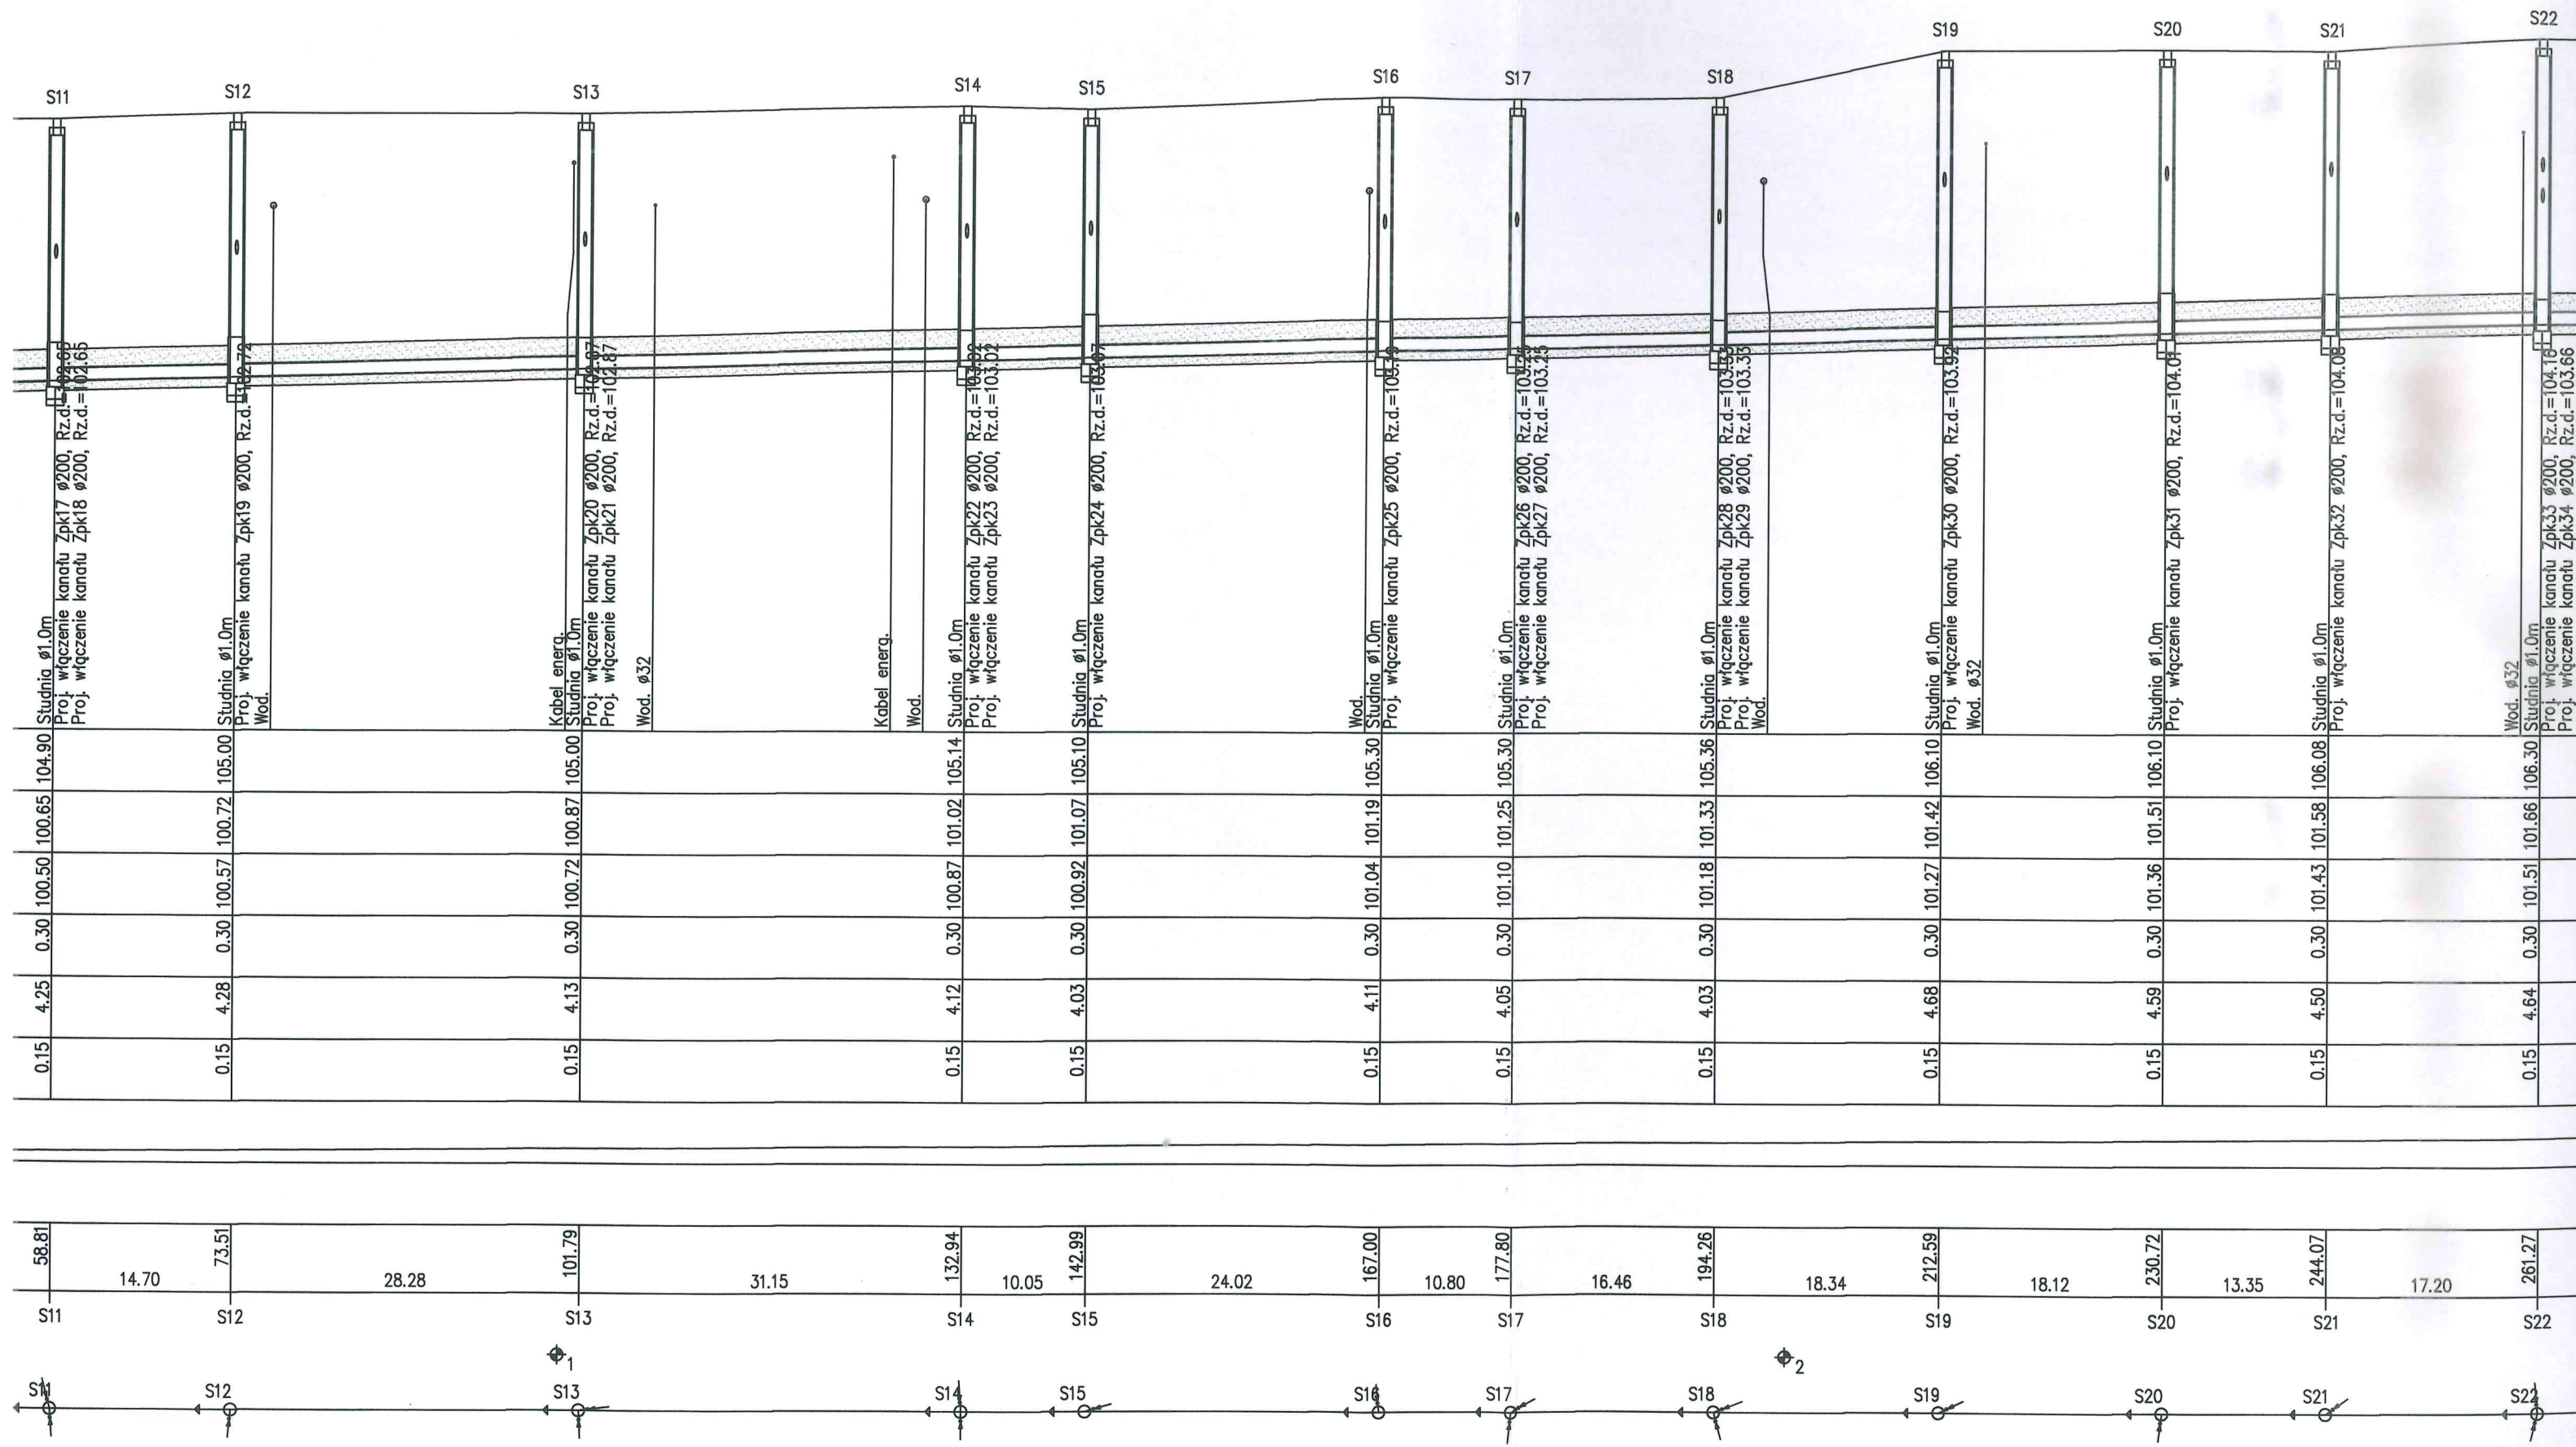 S11 S12 S13 S14 S15 S16 S17 S18 S19 S20 S21 S22
Studnia ø1.0m
Proj. włączenie kanału Zpk17 ø200, Rz.d.=102.65
Proj. włączenie kanału Zpk18 ø200, Rz.d.=102.65
Studnia ø1.0m
Proj. włączenie kanału Zpk19 ø200, Rz.d.=102.72
Wod.
Kabel energ.
Studnia ø1.0m
Proj. włączenie kanału Zpk20 ø200, Rz.d.=102.87
Proj. włączenie kanału Zpk21 ø200, Rz.d.=102.87
Wod. ø32
Kabel energ.
Wod.
Studnia ø1.0m
Proj. włączenie kanału Zpk22 ø200, Rz.d.=103.02
Proj. włączenie kanału Zpk23 ø200, Rz.d.=103.02
Studnia ø1.0m
Proj. włączenie kanału Zpk24 ø200, Rz.d.=103.07
Wod.
Studnia ø1.0m
Proj. włączenie kanału Zpk25 ø200, Rz.d.=103.19
Studnia ø1.0m
Proj. włączenie kanału Zpk26 ø200, Rz.d.=103.25
Proj. włączenie kanału Zpk27 ø200, Rz.d.=103.25
Studnia ø1.0m
Proj. włączenie kanału Zpk28 ø200, Rz.d.=103.33
Proj. włączenie kanału Zpk29 ø200, Rz.d.=103.33
Wod.
Studnia ø1.0m
Proj. włączenie kanału Zpk30 ø200, Rz.d.=103.92
Wod. ø32
Studnia ø1.0m
Proj. włączenie kanału Zpk31 ø200, Rz.d.=104.01
Studnia ø1.0m
Proj. włączenie kanału Zpk32 ø200, Rz.d.=104.08
Wod. ø32
Studnia ø1.0m
Proj. włączenie kanału Zpk33 ø200, Rz.d.=104.16
Proj. włączenie kanału Zpk34 ø200, Rz.d.=103.66
104.90 105.00 105.00 105.14 105.10 105.30 105.30 105.36 106.10 106.10 106.08 106.30
100.65 100.72 100.87 101.02 101.07 101.19 101.25 101.33 101.42 101.51 101.58 101.66
100.50 100.57 100.72 100.87 100.92 101.04 101.10 101.18 101.27 101.36 101.43 101.51
0.30 0.30 0.30 0.30 0.30 0.30 0.30 0.30 0.30 0.30 0.30 0.30
4.25 4.28 4.13 4.12 4.03 4.11 4.05 4.03 4.68 4.59 4.50 4.64
0.15 0.15 0.15 0.15 0.15 0.15 0.15 0.15 0.15 0.15 0.15 0.15
58.81 73.51 101.79 132.94 142.99 167.00 177.80 194.26 212.59 230.72 244.07 261.27
14.70 28.28 31.15 10.05 24.02 10.80 16.46 18.34 18.12 13.35 17.20
S11 S12 S13 S14 S15 S16 S17 S18 S19 S20 S21 S22
1 2
S11 S12 S13 S14 S15 S16 S17 S18 S19 S20 S21 S22